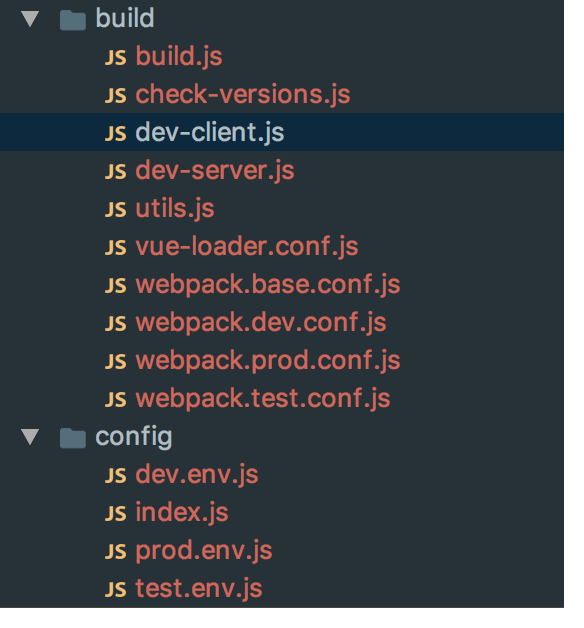 build
JS build.js
JS check-versions.js
JS dev-client.js
JS dev-server.js
JS utils.js
JS vue-loader.conf.js
JS webpack.base.conf.js
JS webpack.dev.conf.js
JS webpack.prod.conf.js
JS webpack.test.conf.js
config
JS dev.env.js
JS index.js
JS prod.env.js
JS test.env.js